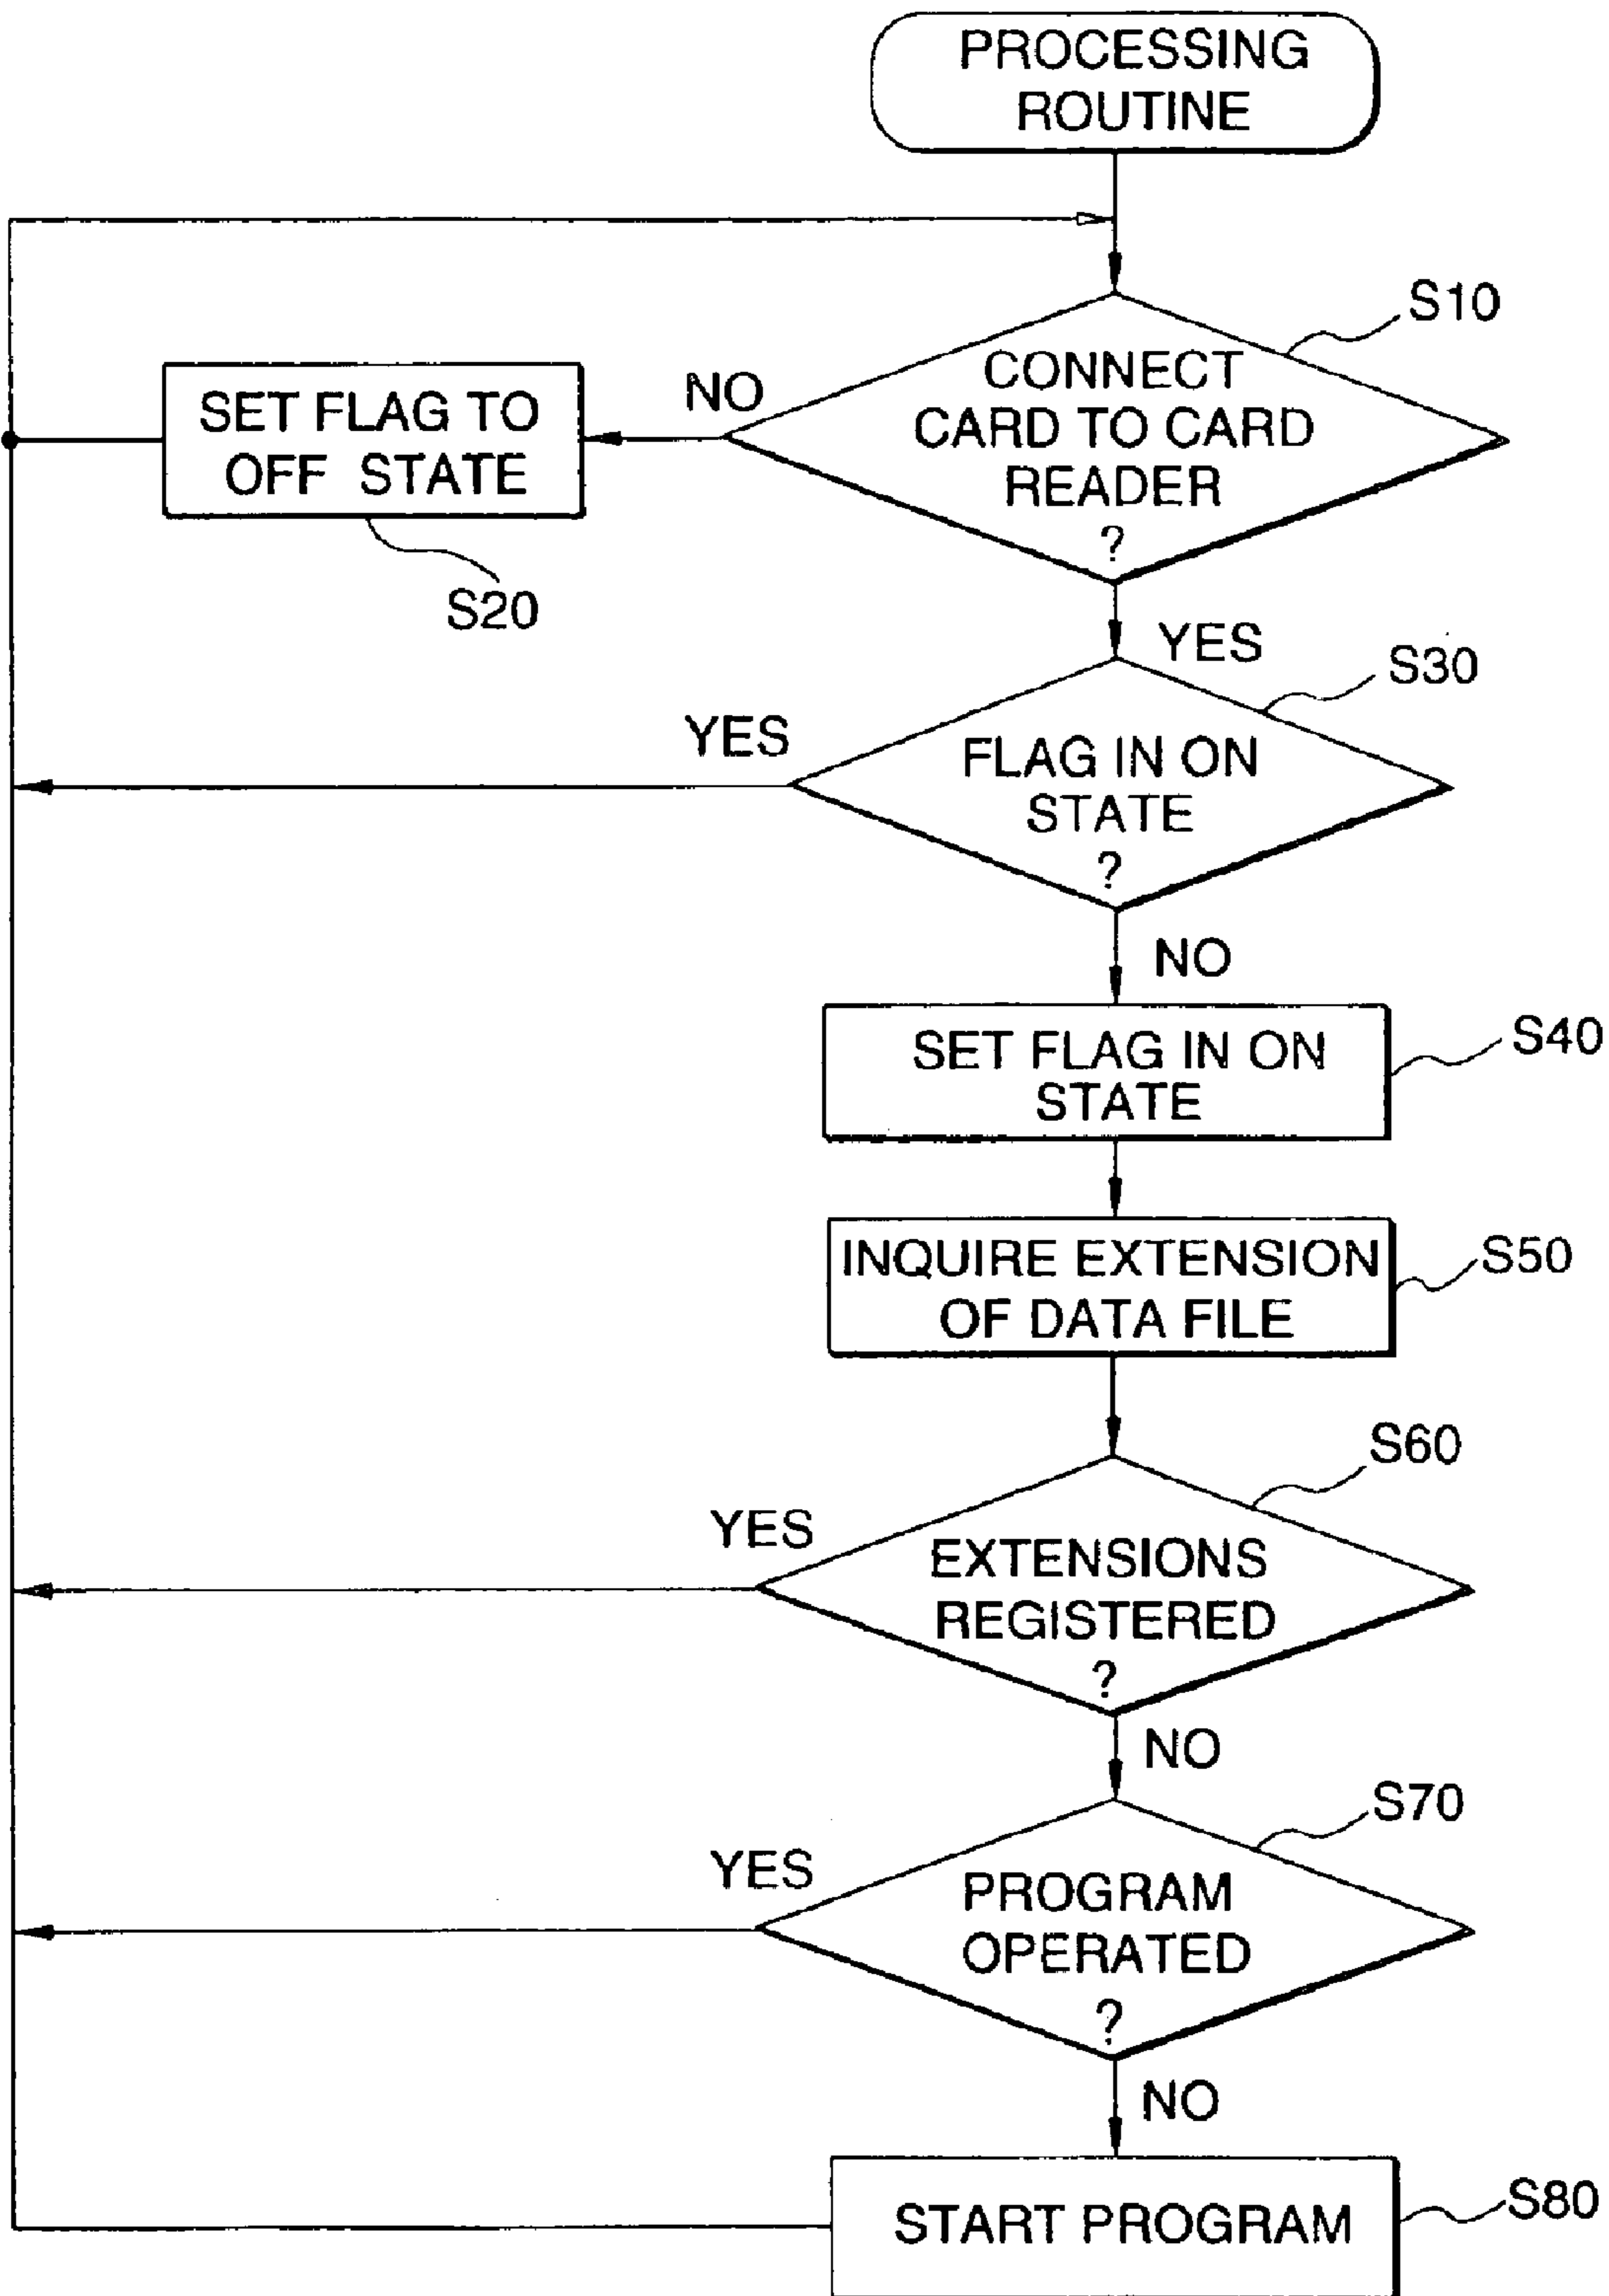 PROCESSING
ROUTINE
S10
CONNECT
CARD TO CARD
READER
?
NO
SET FLAG TO
OFF STATE
S20
YES
S30
YES
FLAG IN ON
STATE
?
NO
SET FLAG IN ON
STATE
S40
INQUIRE EXTENSION
OF DATA FILE
S50
S60
YES
EXTENSIONS
REGISTERED
?
NO
S70
YES
PROGRAM
OPERATED
?
NO
START PROGRAM
S80